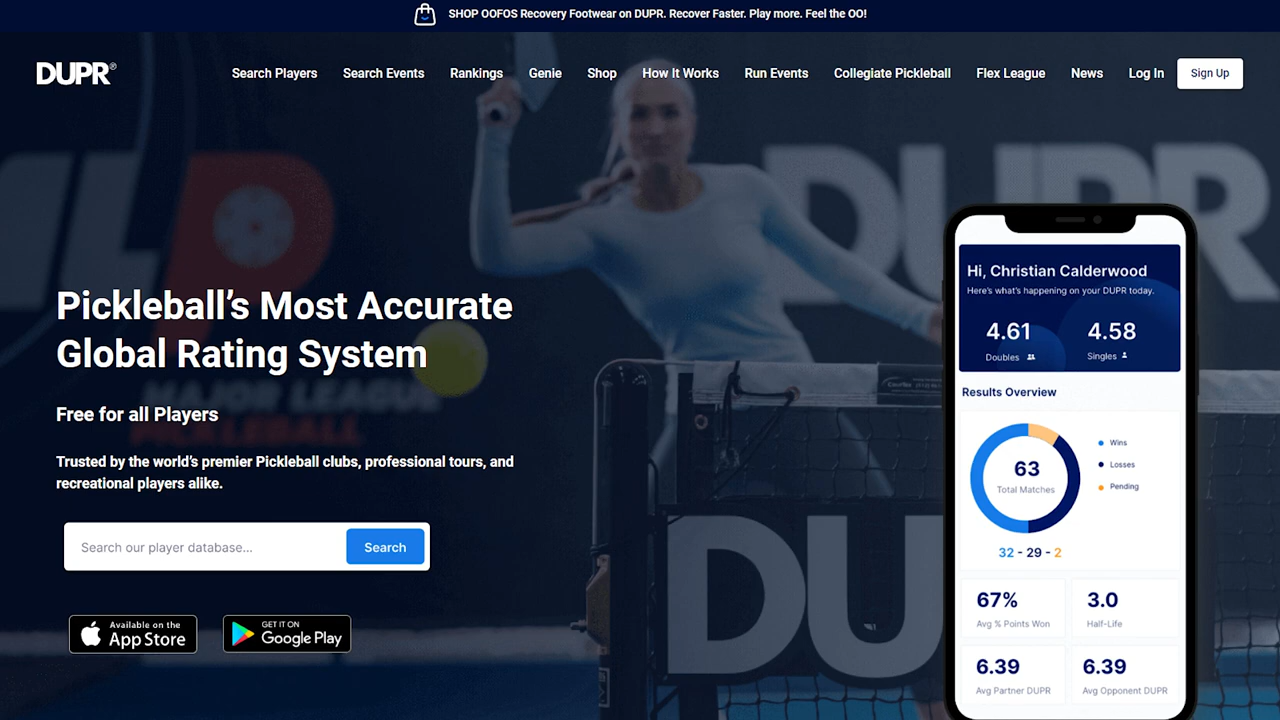 SHOP OOFOS Recovery Footwear on DUPR. Recover Faster. Play more. Feel the OO!
DUPR®
Search Players
Search Events
Rankings
Genie
Shop
How It Works
Run Events
Collegiate Pickleball
Flex League
News
Log In
Sign Up
DUPR
Pickleball’s Most Accurate
Global Rating System
MAJOR LEAGUE
PICKLEBALL
Free for all Players
Trusted by the world’s premier Pickleball clubs, professional tours, and
recreational players alike.
Search our player database...
Search
Available on the
App Store
GET IT ON
Google Play
DU
Hi, Christian Calderwood
Here's what's happening on your DUPR today.
4.61
4.58
Doubles
Singles
Results Overview
63
Total Matches
Wins
Losses
Pending
32 - 29 - 2
67%
3.0
Avg % Points Won
Half-Life
6.39
6.39
Avg Partner DUPR
Avg Opponent DUPR